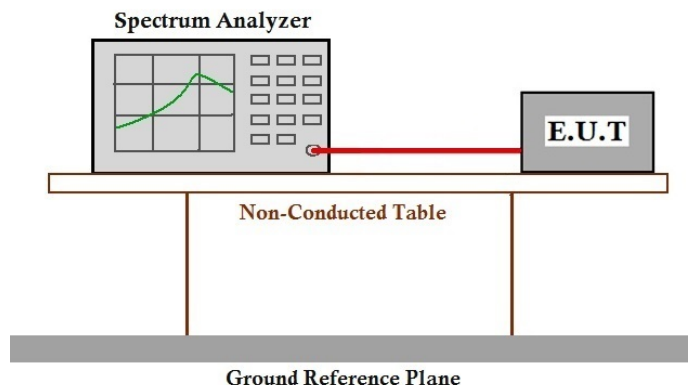 Spectrum Analyzer
E.U.T
Non-Conducted Table
Ground Reference Plane